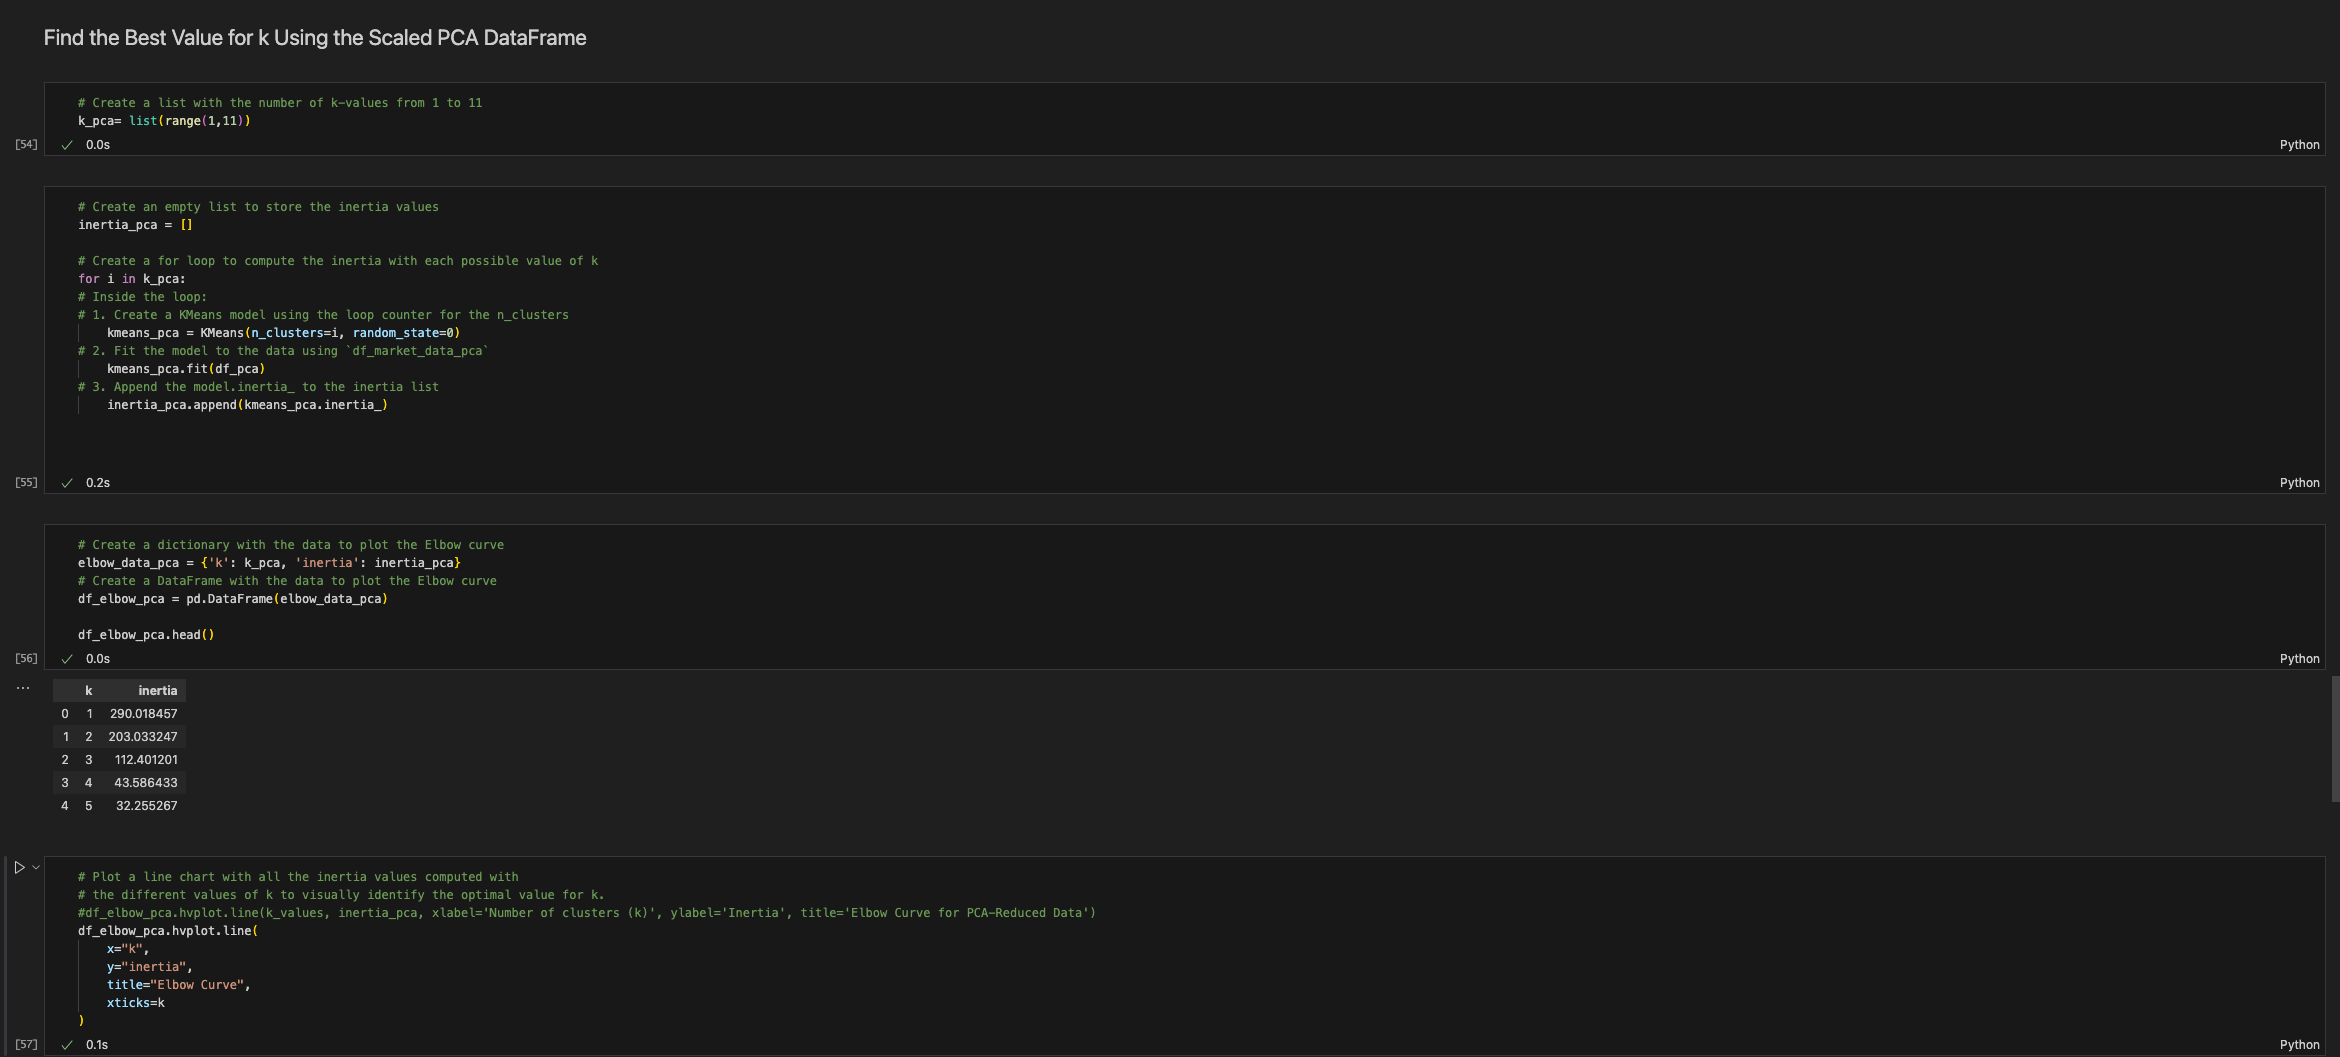 Find the Best Value for k Using the Scaled PCA DataFrame
# Create a list with the number of k-values from 1 to 11
k_pca= list(range(1,11))
[54]
0.0s
Python
# Create an empty list to store the inertia values
inertia_pca = []
# Create a for loop to compute the inertia with each possible value of k
for i in k_pca:
# Inside the loop:
# 1. Create a KMeans model using the loop counter for the n_clusters
kmeans_pca = KMeans(n_clusters=i, random_state=0)
# 2. Fit the model to the data using `df_market_data_pca`
kmeans_pca.fit(df_pca)
# 3. Append the model.inertia_ to the inertia list
inertia_pca.append(kmeans_pca.inertia_)
[55]
0.2s
Python
# Create a dictionary with the data to plot the Elbow curve
elbow_data_pca = {'k': k_pca, 'inertia': inertia_pca}
# Create a DataFrame with the data to plot the Elbow curve
df_elbow_pca = pd.DataFrame(elbow_data_pca)
df_elbow_pca.head()
[56]
0.0s
Python
...
k inertia
0 1 290.018457
1 2 203.033247
2 3 112.401201
3 4 43.586433
4 5 32.255267
# Plot a line chart with all the inertia values computed with
# the different values of k to visually identify the optimal value for k.
#df_elbow_pca.hvplot.line(k_values, inertia_pca, xlabel='Number of clusters (k)', ylabel='Inertia', title='Elbow Curve for PCA-Reduced Data')
df_elbow_pca.hvplot.line(
x="k",
y="inertia",
title="Elbow Curve",
xticks=k
)
[57]
0.1s
Python